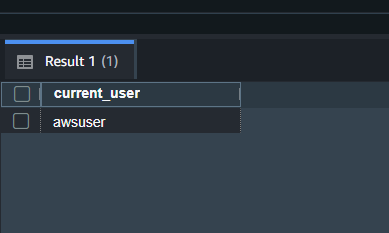 Result 1 (1)
current_user
awsuser